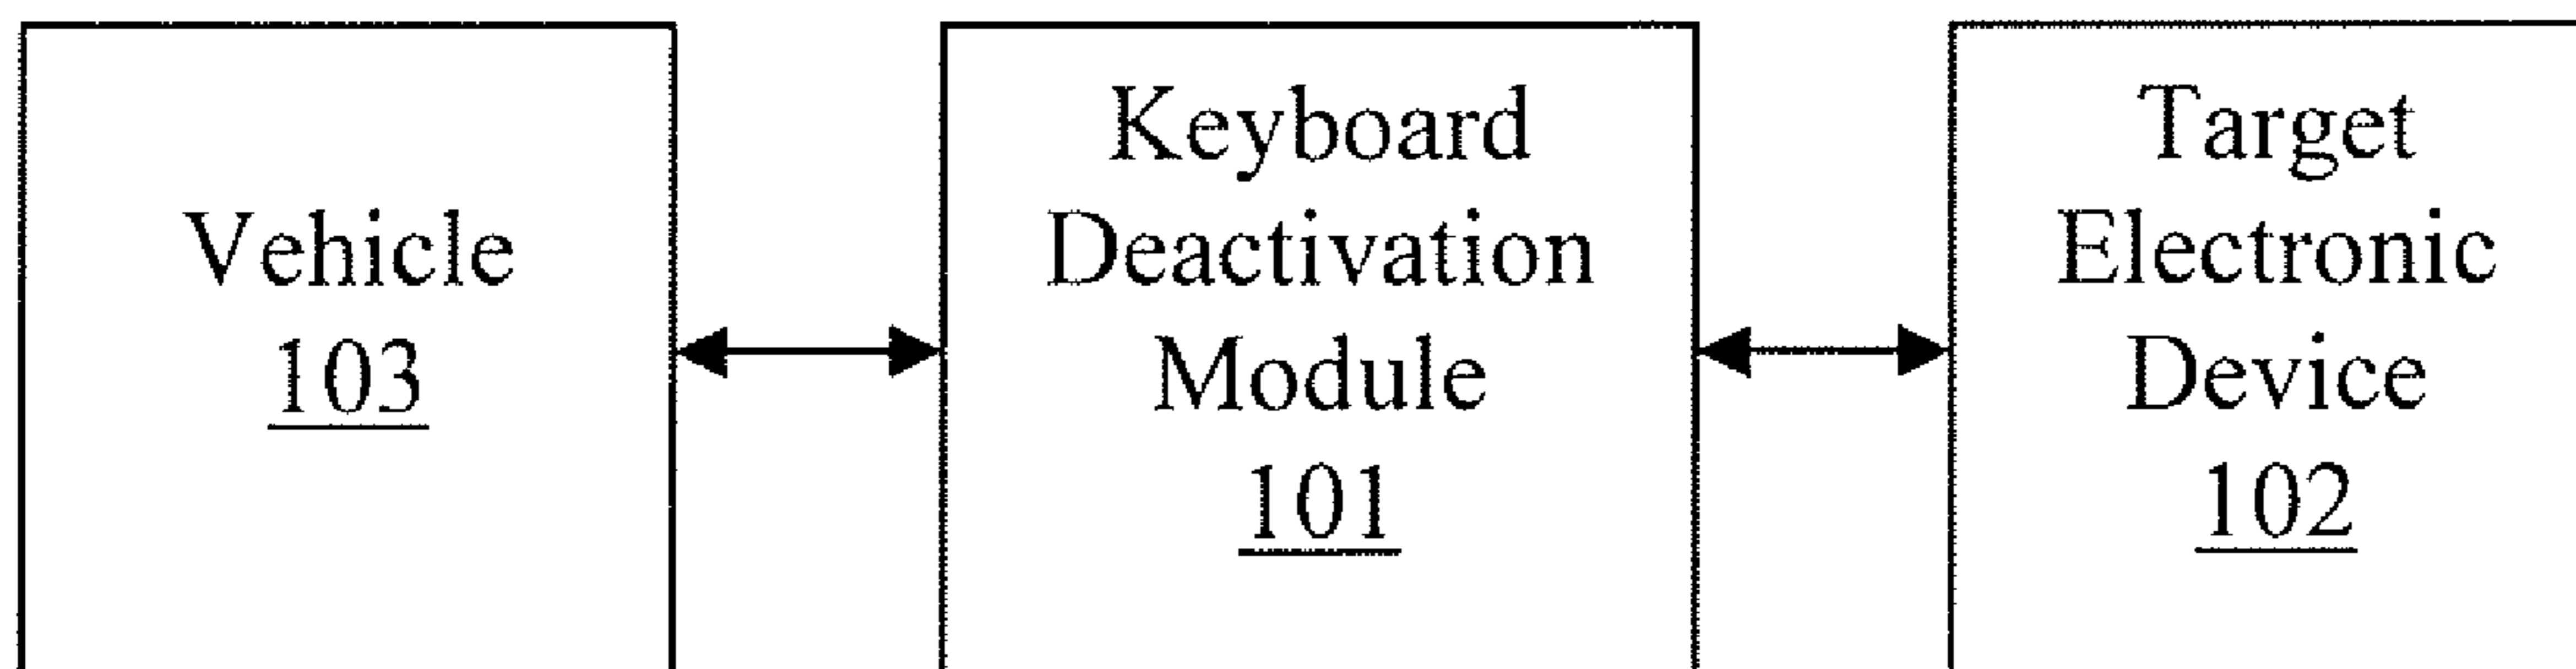 Vehicle
103
Keyboard
Deactivation
Module
101
Target
Electronic
Device
102